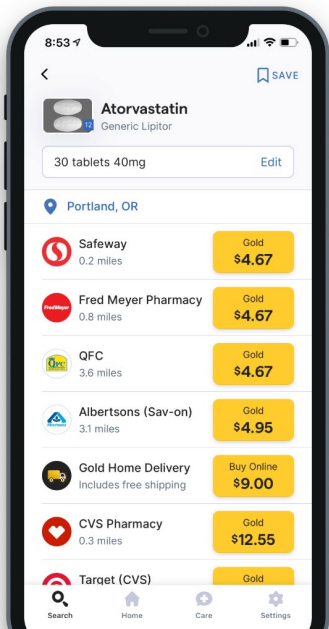 8:53
SAVE
12
Atorvastatin
Generic Lipitor
30 tablets 40mg Edit
Portland, OR
Safeway
0.2 miles
Gold
$4.67
FredMeyer
Fred Meyer Pharmacy
0.8 miles
Gold
$4.67
QFC
QFC
3.6 miles
Gold
$4.67
Albertsons
Albertsons (Sav-on)
3.1 miles
Gold
$4.95
Gold Home Delivery
Includes free shipping
Buy Online
$9.00
CVS Pharmacy
0.3 miles
Gold
$12.55
Target (CVS)
Gold
Search Home Care Settings